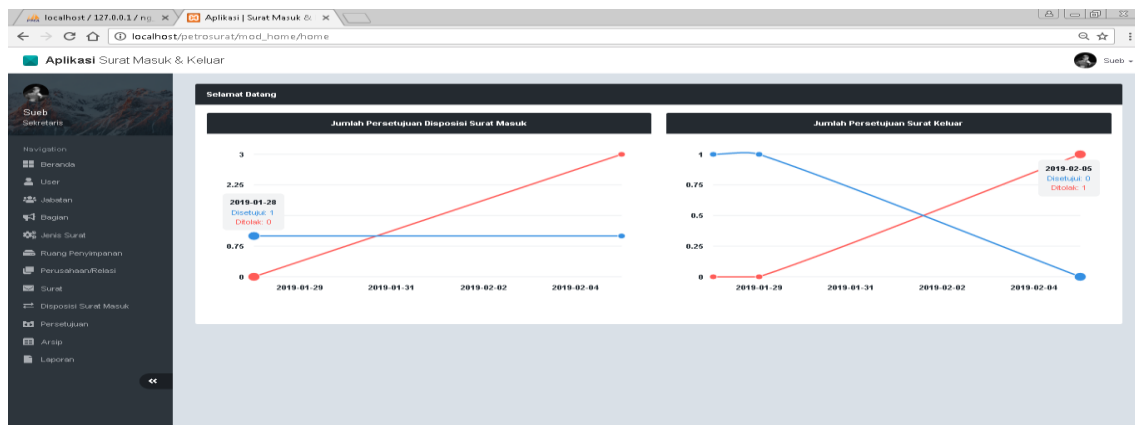 localhost / 127.0.0.1 / ng
Aplikasi | Surat Masuk &
localhost/petrosurat/mod_home/home
Aplikasi Surat Masuk & Keluar
Sueb
Sueb
Sekretaris
Navigation
Beranda
User
Jabatan
Bagian
Jenis Surat
Ruang Penyimpanan
Perusahaan/Relasi
Surat
Disposisi Surat Masuk
Persetujuan
Arsip
Laporan
Selamat Datang
Jumlah Persetujuan Disposisi Surat Masuk
3
2.25
0.75
0
2019-01-28
Disetujui: 1
Ditolak: 0
2019-01-29 2019-01-31 2019-02-02 2019-02-04
Jumlah Persetujuan Surat Keluar
1
0.75
0.5
0.25
0
2019-02-05
Disetujui: 0
Ditolak: 1
2019-01-29 2019-01-31 2019-02-02 2019-02-04